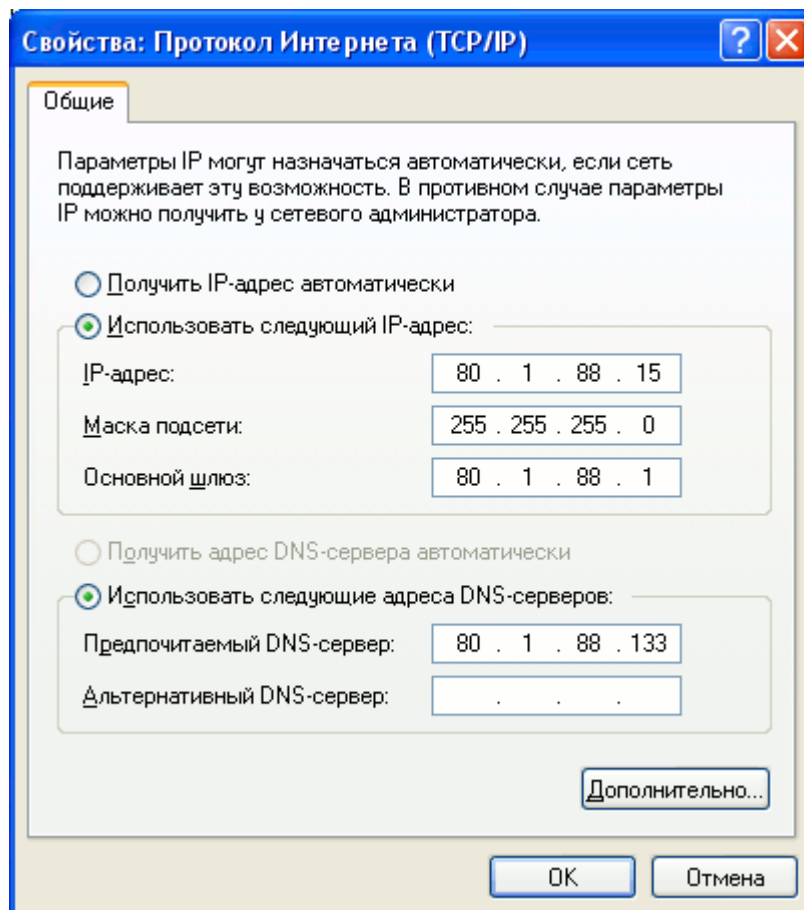 Свойства: Протокол Интернета (TCP/IP)
Общие
Параметры IP могут назначаться автоматически, если сеть
поддерживает эту возможность. В противном случае параметры
IP можно получить у сетевого администратора.
Получить IP-адрес автоматически
Использовать следующий IP-адрес:
IP-адрес: 80 . 1 . 88 . 15
Маска подсети: 255 . 255 . 255 . 0
Основной шлюз: 80 . 1 . 88 . 1
Получить адрес DNS-сервера автоматически
Использовать следующие адреса DNS-серверов:
Предпочитаемый DNS-сервер: 80 . 1 . 88 . 133
Альтернативный DNS-сервер: . . .
Дополнительно...
OK Отмена